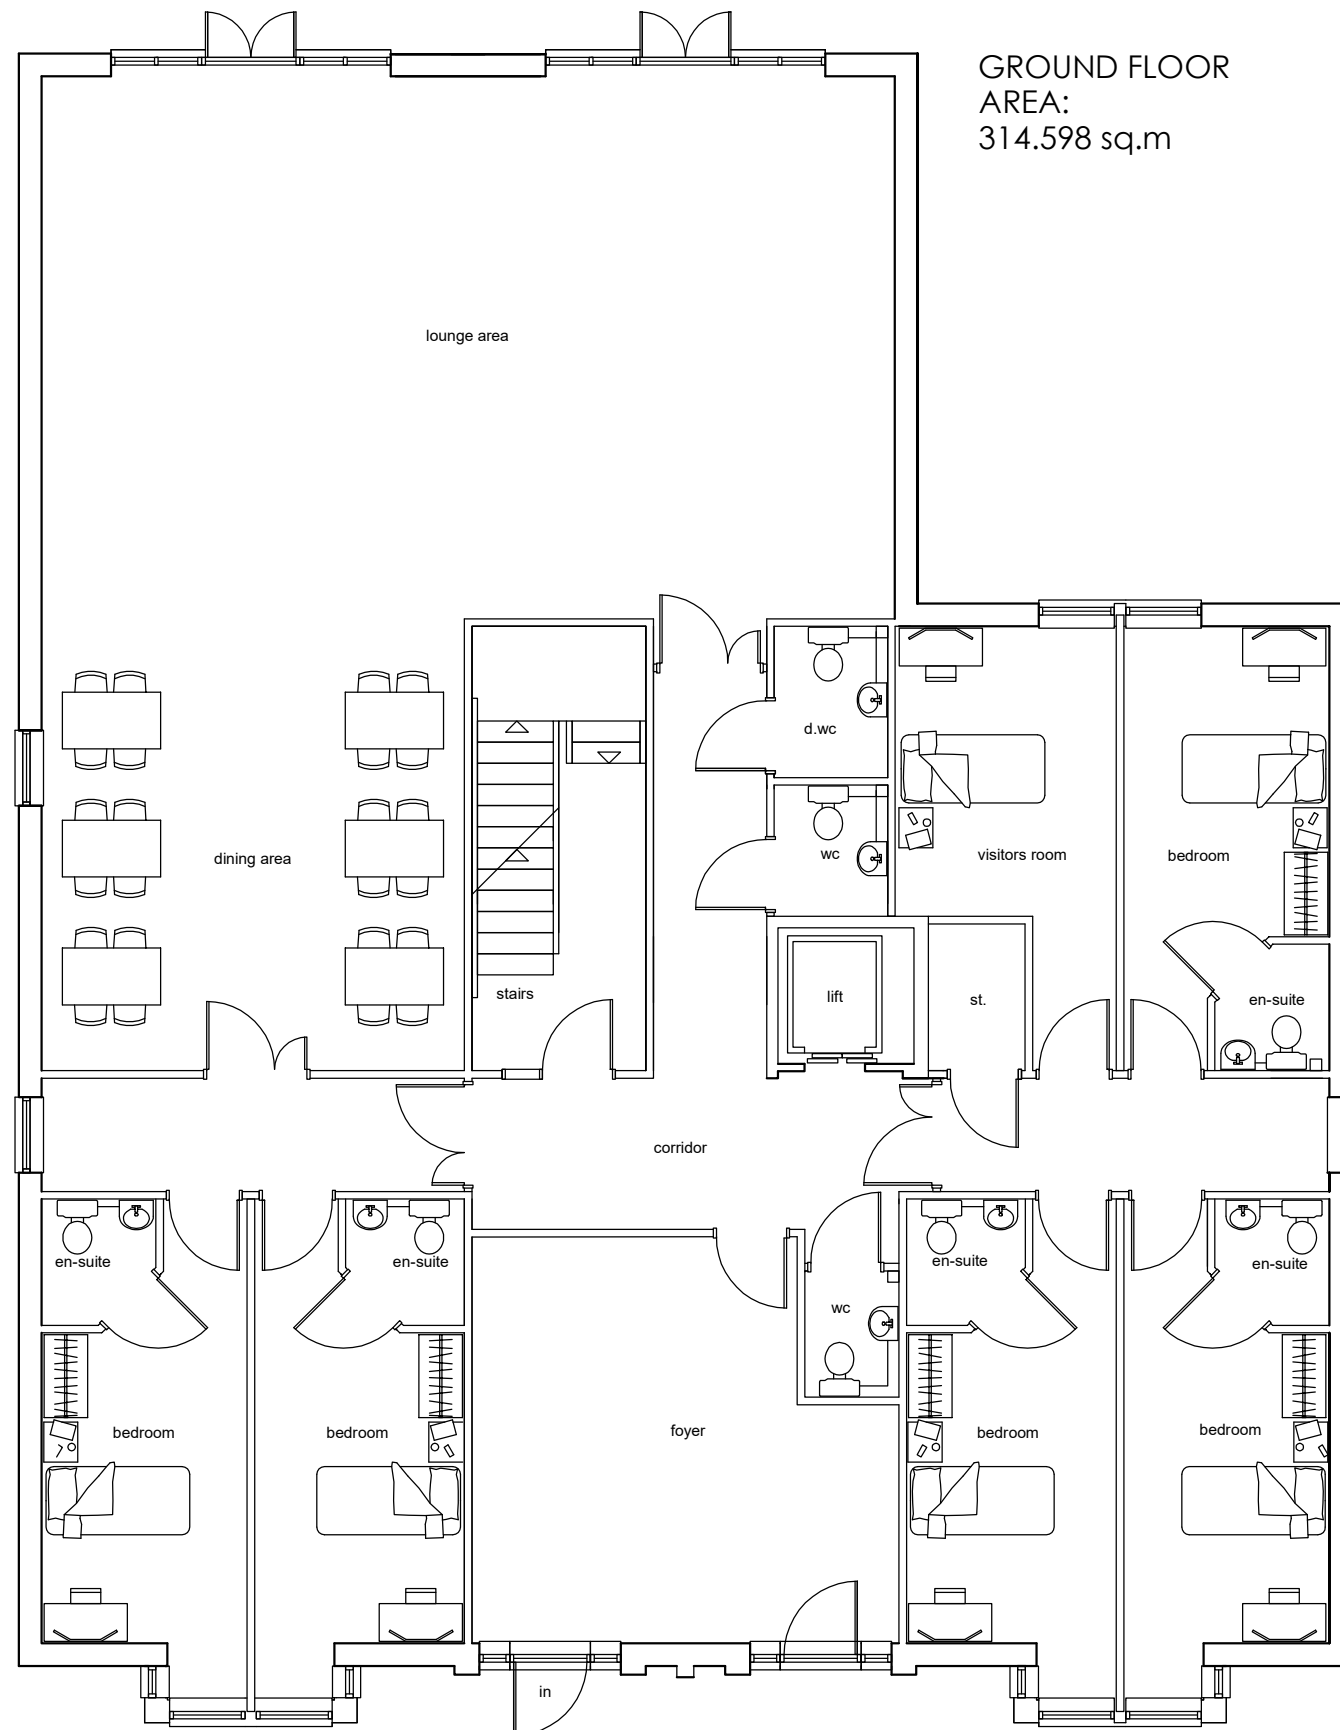 GROUND FLOOR
AREA:
314.598 sq.m
lounge area
d.wc
dining area
wc
visitors room
bedroom
stairs
lift
st.
en-suite
corridor
en-suite
en-suite
en-suite
en-suite
wc
bedroom
bedroom
foyer
bedroom
bedroom
in